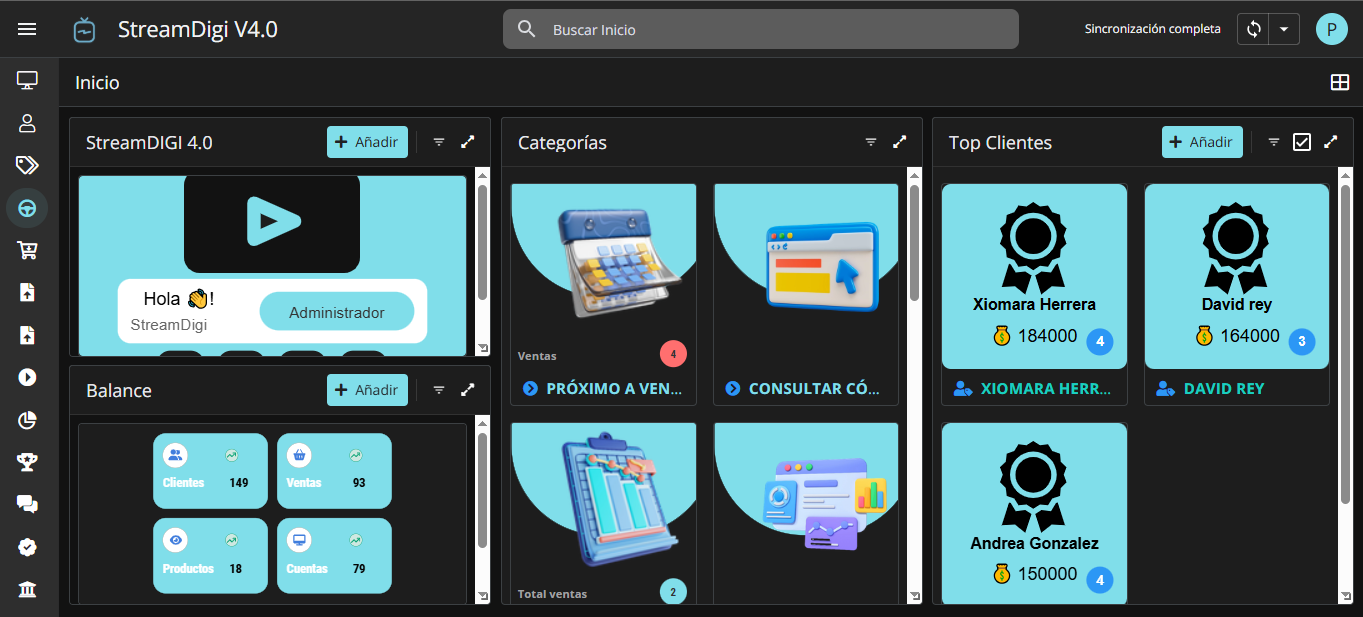 StreamDigi V4.0
Buscar Inicio
Sincronización completa
P
Inicio
StreamDIGI 4.0
Añadir
Hola 👋!
StreamDigi
Administrador
Balance
Añadir
Clientes 149
Ventas 93
Productos 18
Cuentas 79
Categorías
Ventas 4
PRÓXIMO A VEN...
CONSULTAR CÓ...
Total ventas 2
Top Clientes
Añadir
Xiomara Herrera
💰 184000 4
XIOMARA HERR...
David rey
💰 164000 3
DAVID REY
Andrea Gonzalez
💰 150000 4